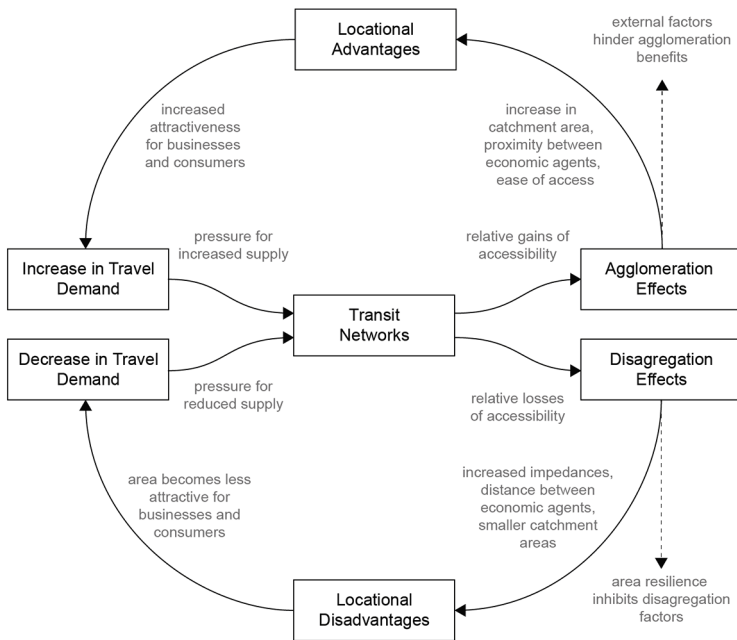 Locational
Advantages
external factors
hinder agglomeration
benefits
increased
attractiveness
for businesses
and consumers
increase in
catchment area,
proximity between
economic agents,
ease of access
pressure for
increased supply
relative gains of
accessibility
Increase in Travel
Demand
Transit
Networks
Agglomeration
Effects
Decrease in Travel
Demand
Disagregation
Effects
pressure for
reduced supply
relative losses
of accessibility
area becomes less
attractive for
businesses and
consumers
increased impedances,
distance between
economic agents,
smaller catchment
areas
Locational
Disadvantages
area resilience
inhibits disagregation
factors